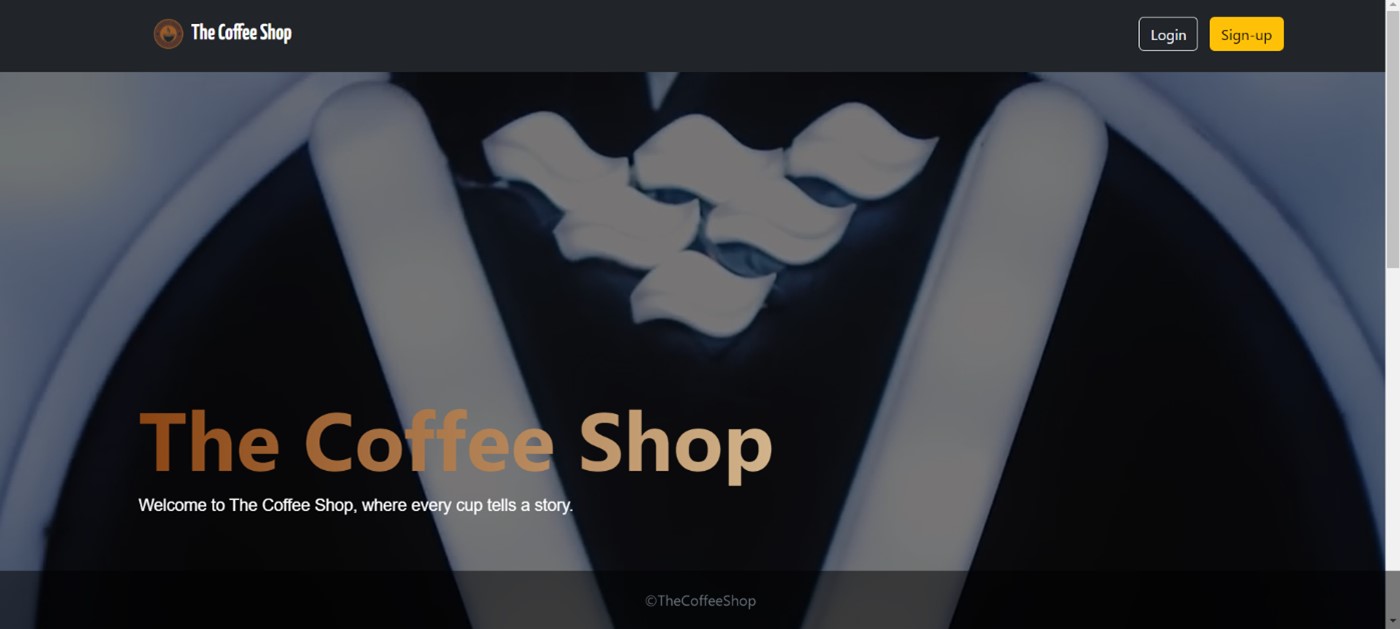 The Coffee Shop
Login
Sign-up
The Coffee Shop
Welcome to The Coffee Shop, where every cup tells a story.
©TheCoffeeShop